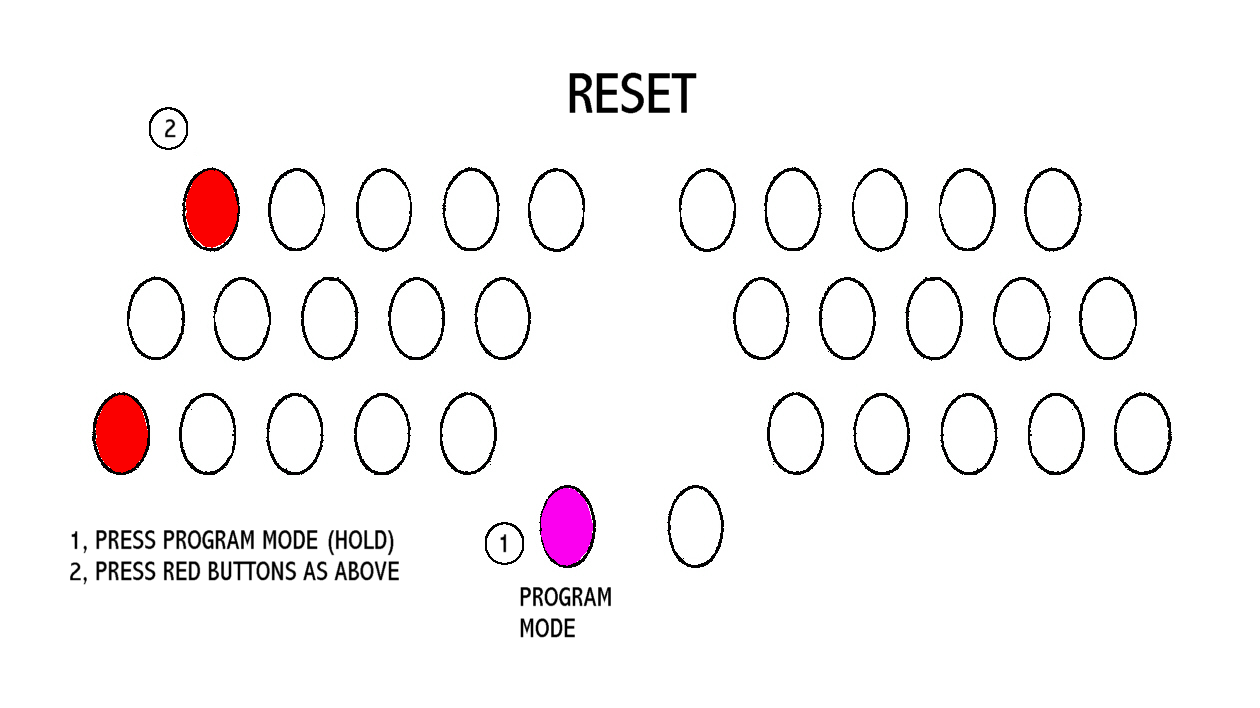 RESET
2
1, PRESS PROGRAM MODE (HOLD)
2, PRESS RED BUTTONS AS ABOVE
1
PROGRAM
MODE